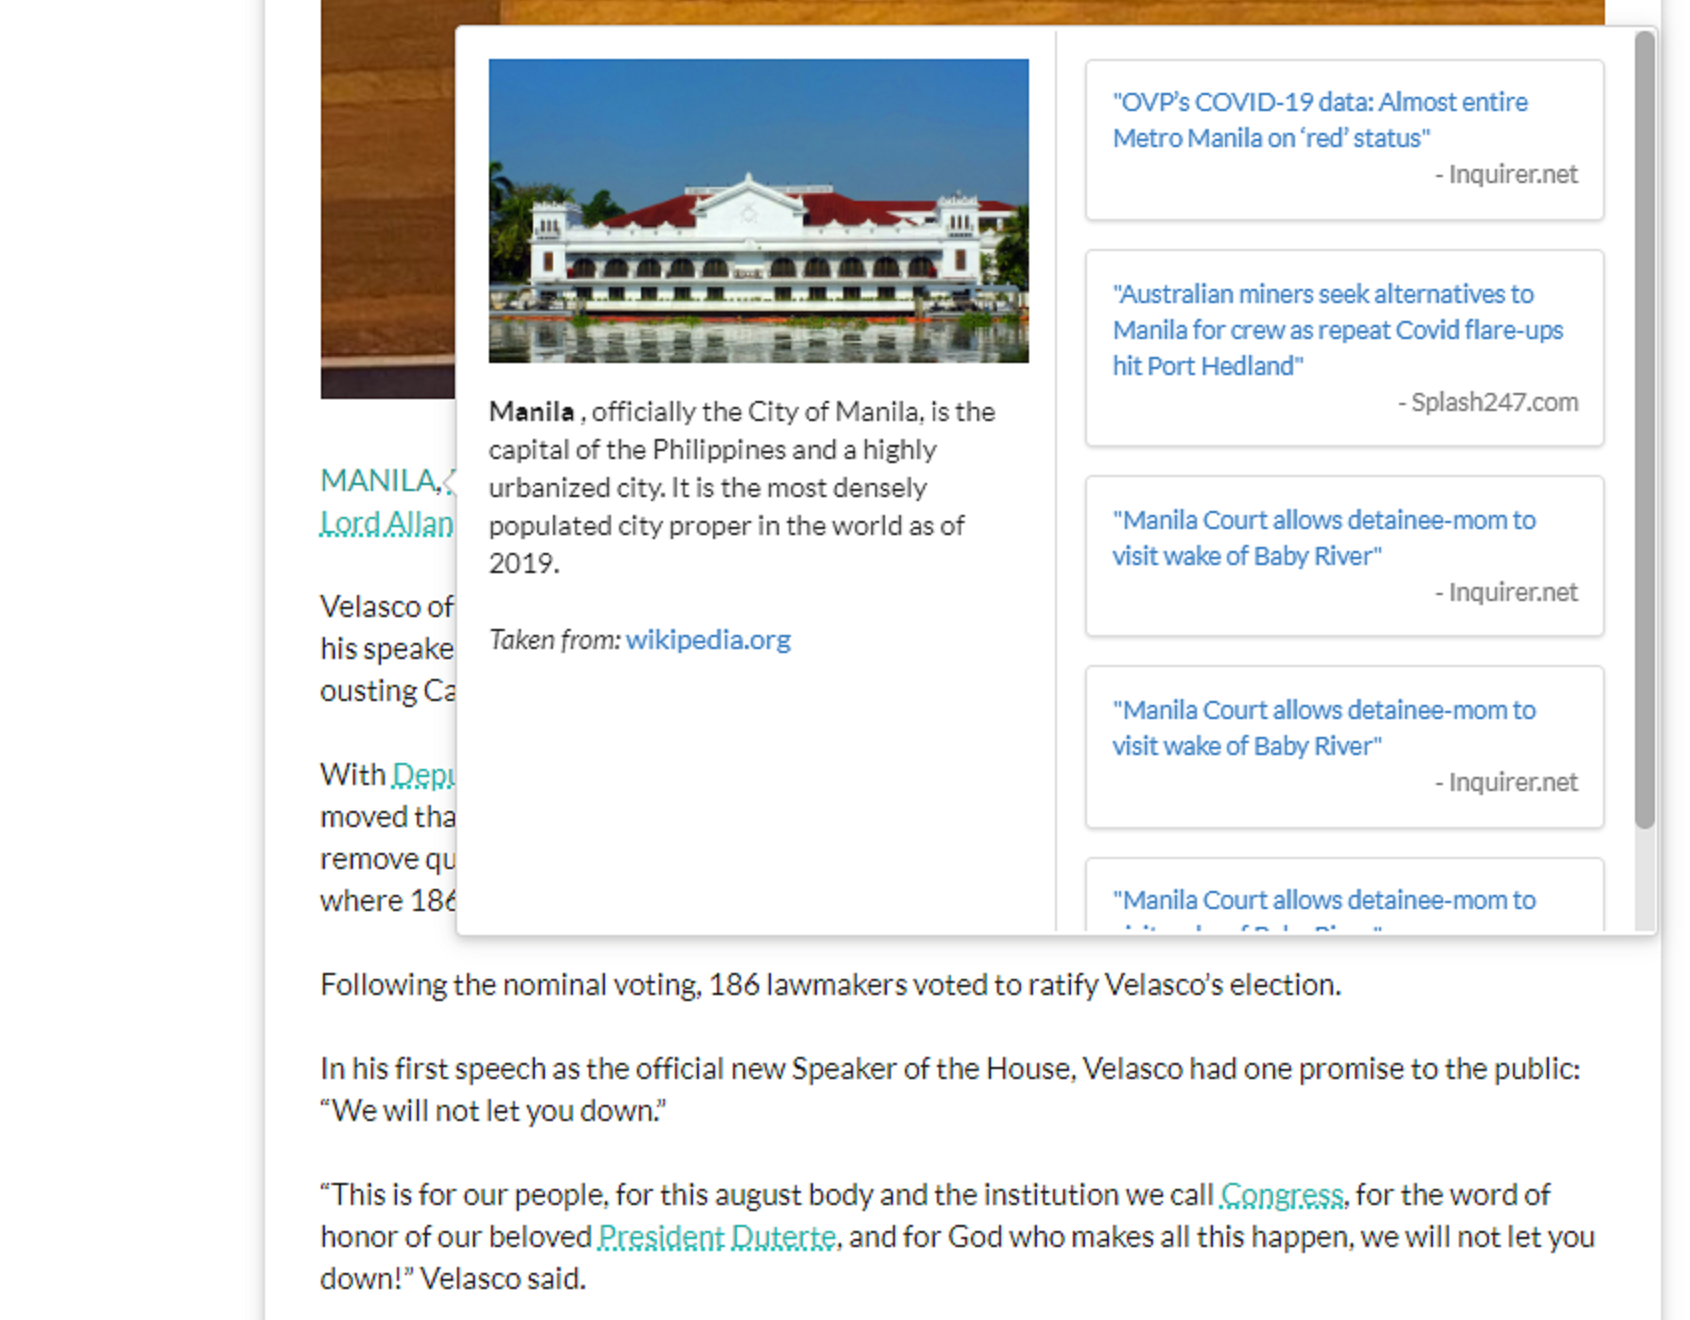 "OVP's COVID-19 data: Almost entire
Metro Manila on ‘red’ status"
- Inquirer.net
"Australian miners seek alternatives to
Manila for crew as repeat Covid flare-ups
hit Port Hedland"
- Splash247.com
"Manila Court allows detainee-mom to
visit wake of Baby River"
- Inquirer.net
"Manila Court allows detainee-mom to
visit wake of Baby River"
- Inquirer.net
"Manila Court allows detainee-mom to
Manila , officially the City of Manila, is the
capital of the Philippines and a highly
urbanized city. It is the most densely
populated city proper in the world as of
2019.
Taken from: wikipedia.org
MANILA,
Lord Allan
Velasco of
his speake
ousting Ca
With Depu
moved tha
remove qu
where 186
Following the nominal voting, 186 lawmakers voted to ratify Velasco’s election.
In his first speech as the official new Speaker of the House, Velasco had one promise to the public:
“We will not let you down.”
“This is for our people, for this august body and the institution we call Congress, for the word of
honor of our beloved President Duterte, and for God who makes all this happen, we will not let you
down!” Velasco said.